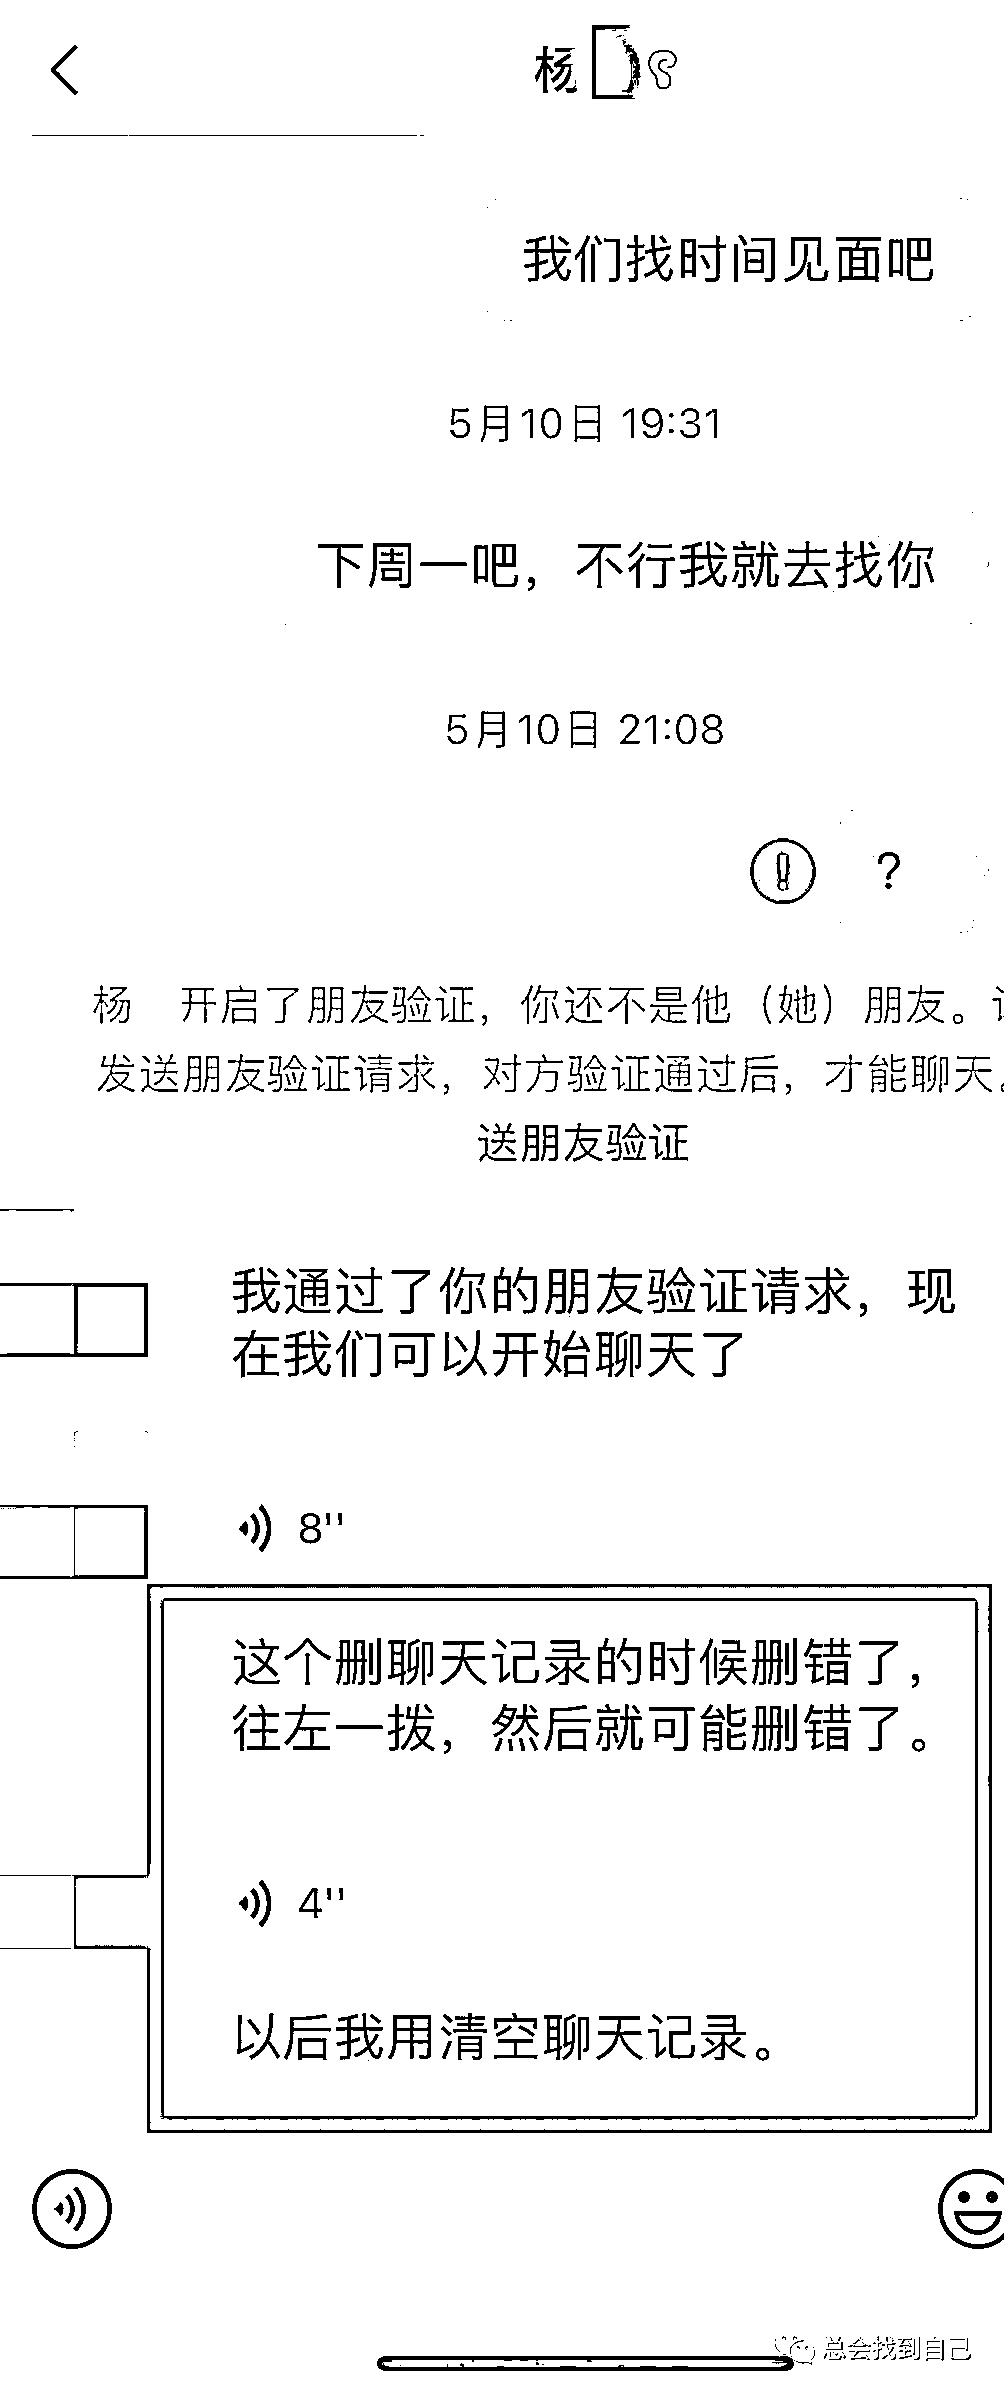 杨
我们找时间见面吧
5月10日 19:31
下周一吧，不行我就去找你
5月10日 21:08
?
杨 开启了朋友验证，你还不是他（她）朋友。
发送朋友验证请求，对方验证通过后，才能聊天。
送朋友验证
我通过了你的朋友验证请求，现
在我们可以开始聊天了
8"
这个删聊天记录的时候删错了，
往左一拨，然后就可能删错了。
4"
以后我用清空聊天记录。
总会找到自己